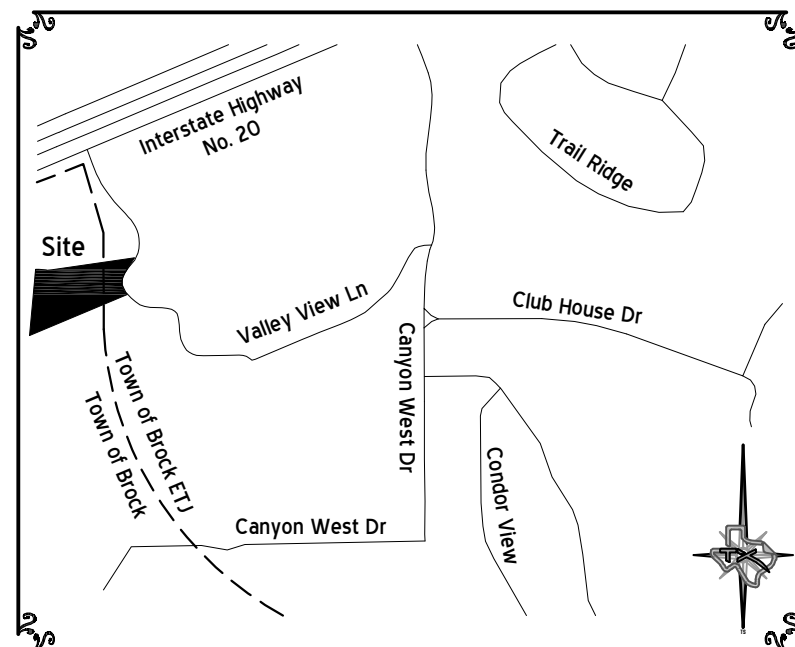 Interstate Highway
No. 20
Trail Ridge
Site
Valley View Ln
Club House Dr
Canyon West Dr
Town of Brock ETJ
Town of Brock
Condor View
Canyon West Dr
TX